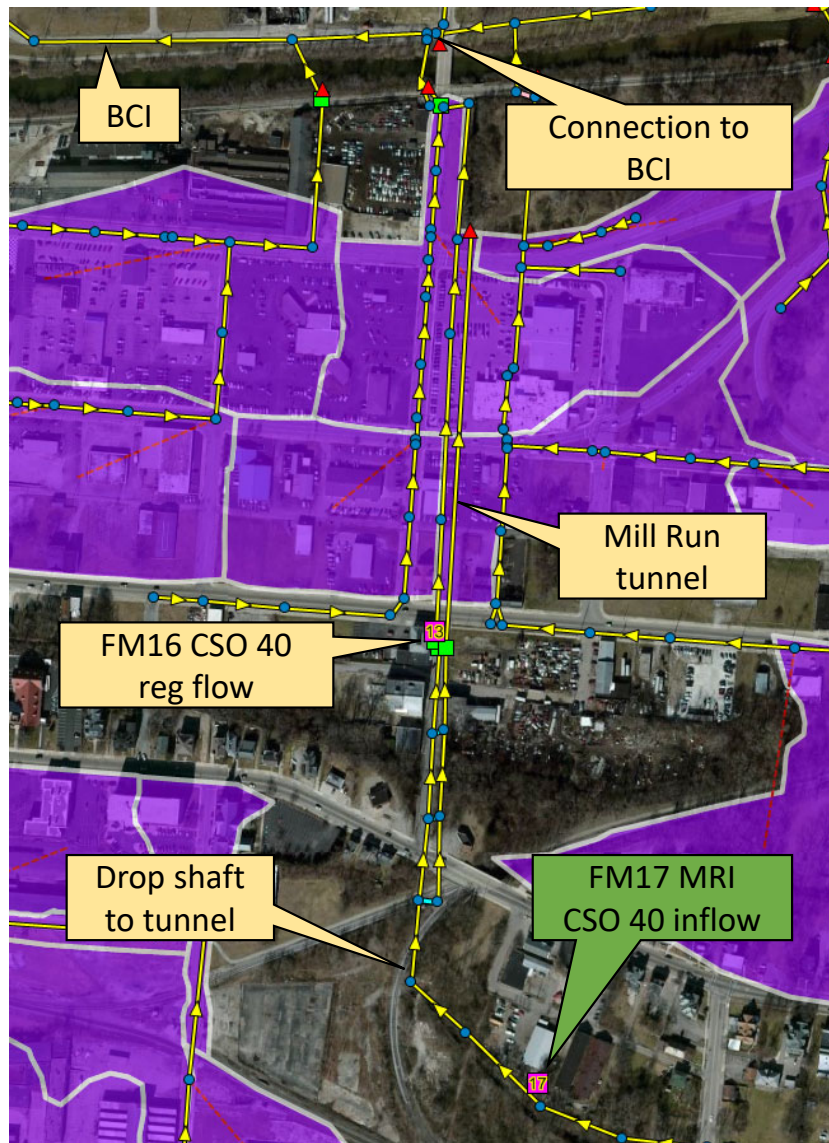 BCI
Connection to
BCI
Mill Run
tunnel
13
FM16 CSO 40
reg flow
Drop shaft
to tunnel
FM17 MRI
CSO 40 inflow
17